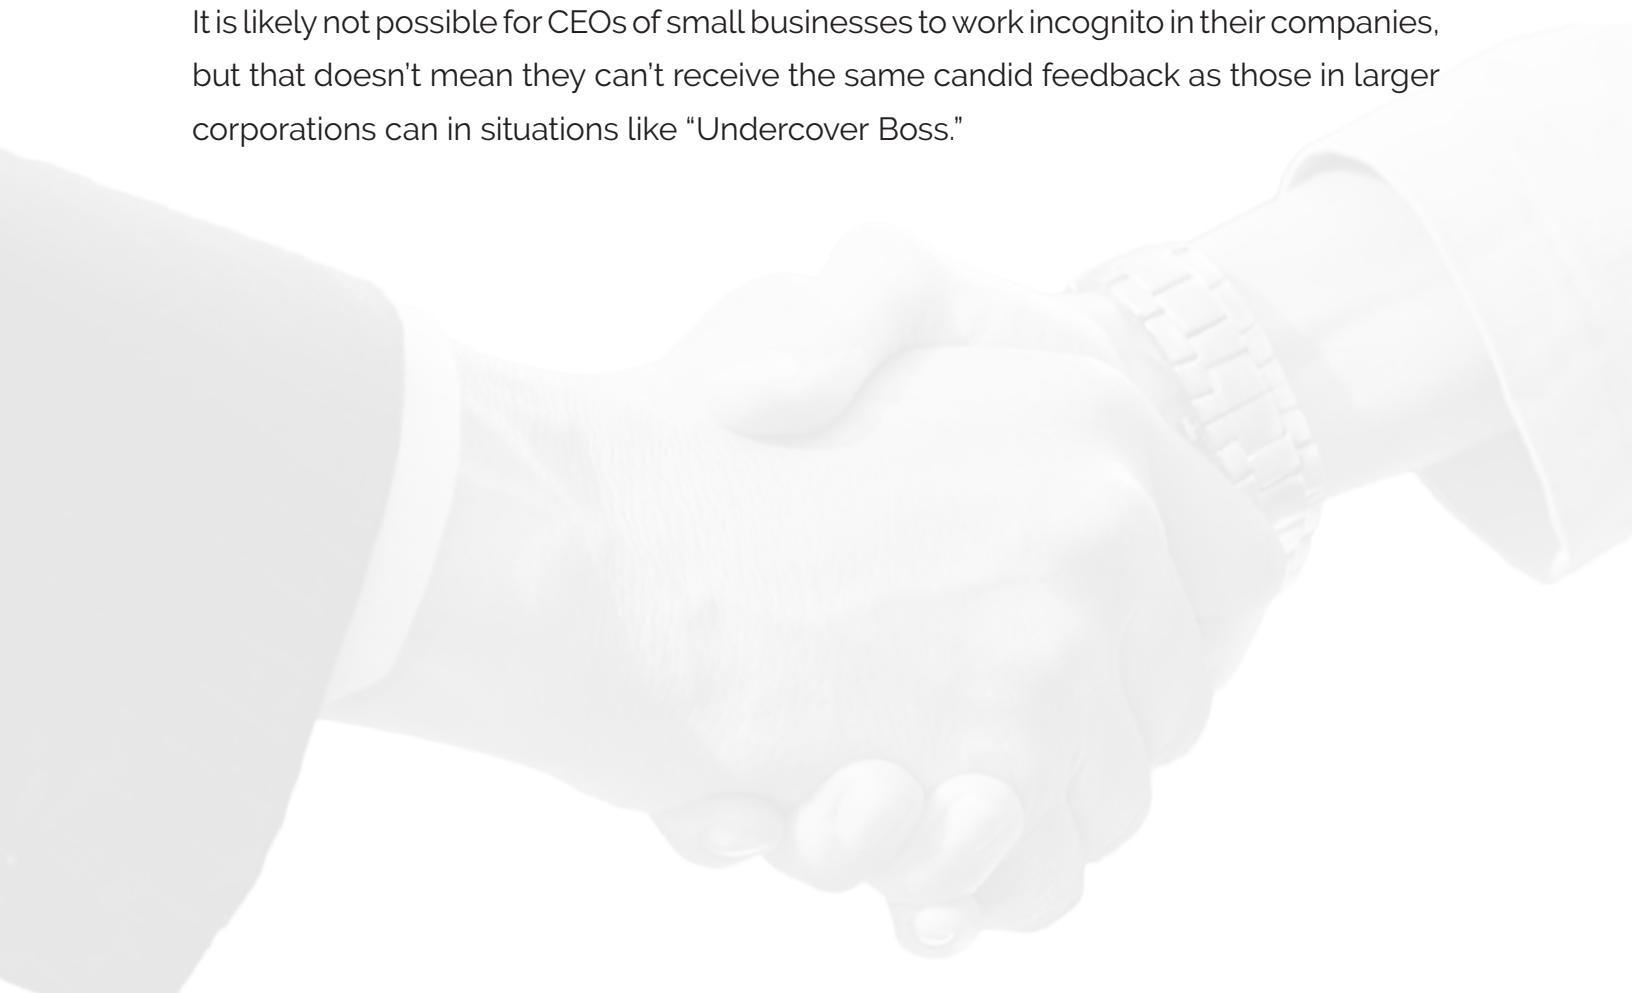 It is likely not possible for CEOs of small businesses to work incognito in their companies,
but that doesn’t mean they can’t receive the same candid feedback as those in larger
corporations can in situations like “Undercover Boss.”